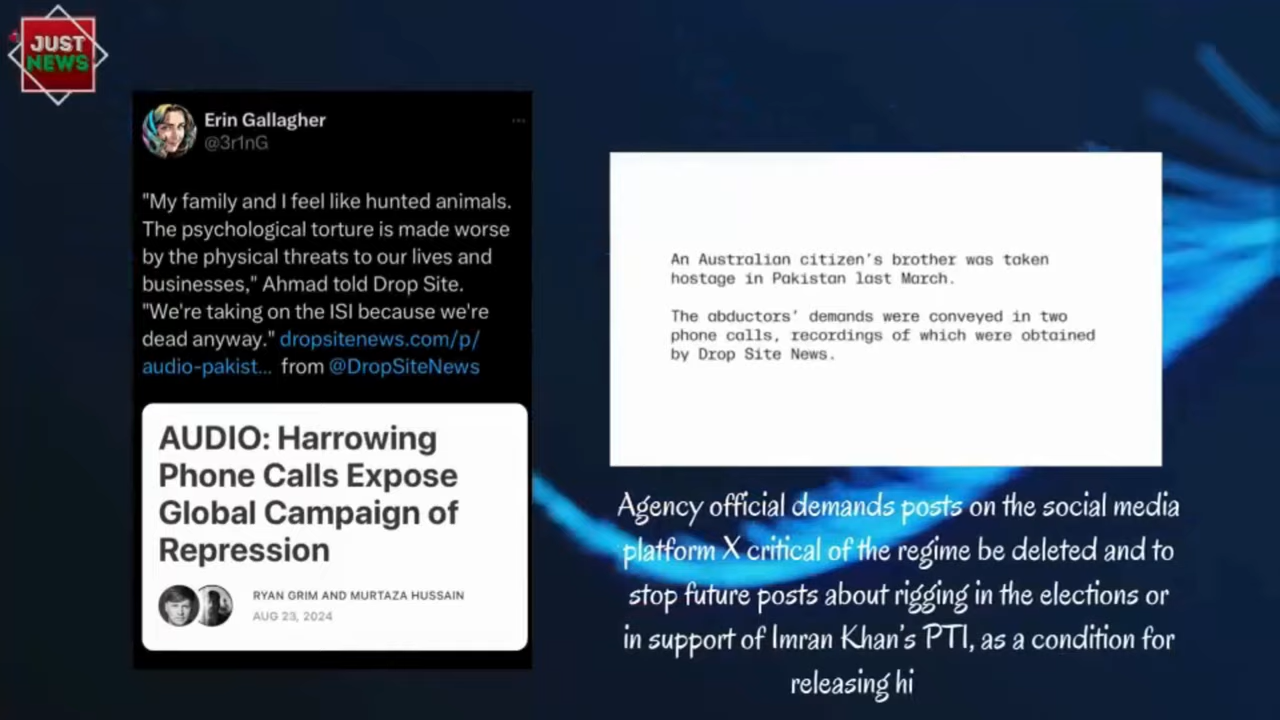 JUST
NEWS
Erin Gallagher
@3r1nG
"My family and I feel like hunted animals.
The psychological torture is made worse
by the physical threats to our lives and
businesses," Ahmad told Drop Site.
"We're taking on the ISI because we're
dead anyway." dropsitenews.com/p/
audio-pakist... from @DropSiteNews
AUDIO: Harrowing
Phone Calls Expose
Global Campaign of
Repression
RYAN GRIM AND MURTAZA HUSSAIN
AUG 23, 2024
An Australian citizen's brother was taken
hostage in Pakistan last March.
The abductors' demands were conveyed in two
phone calls, recordings of which were obtained
by Drop Site News.
Agency official demands posts on the social media
platform X critical of the regime be deleted and to
stop future posts about rigging in the elections or
in support of Imran Khan's PTI, as a condition for
releasing hi